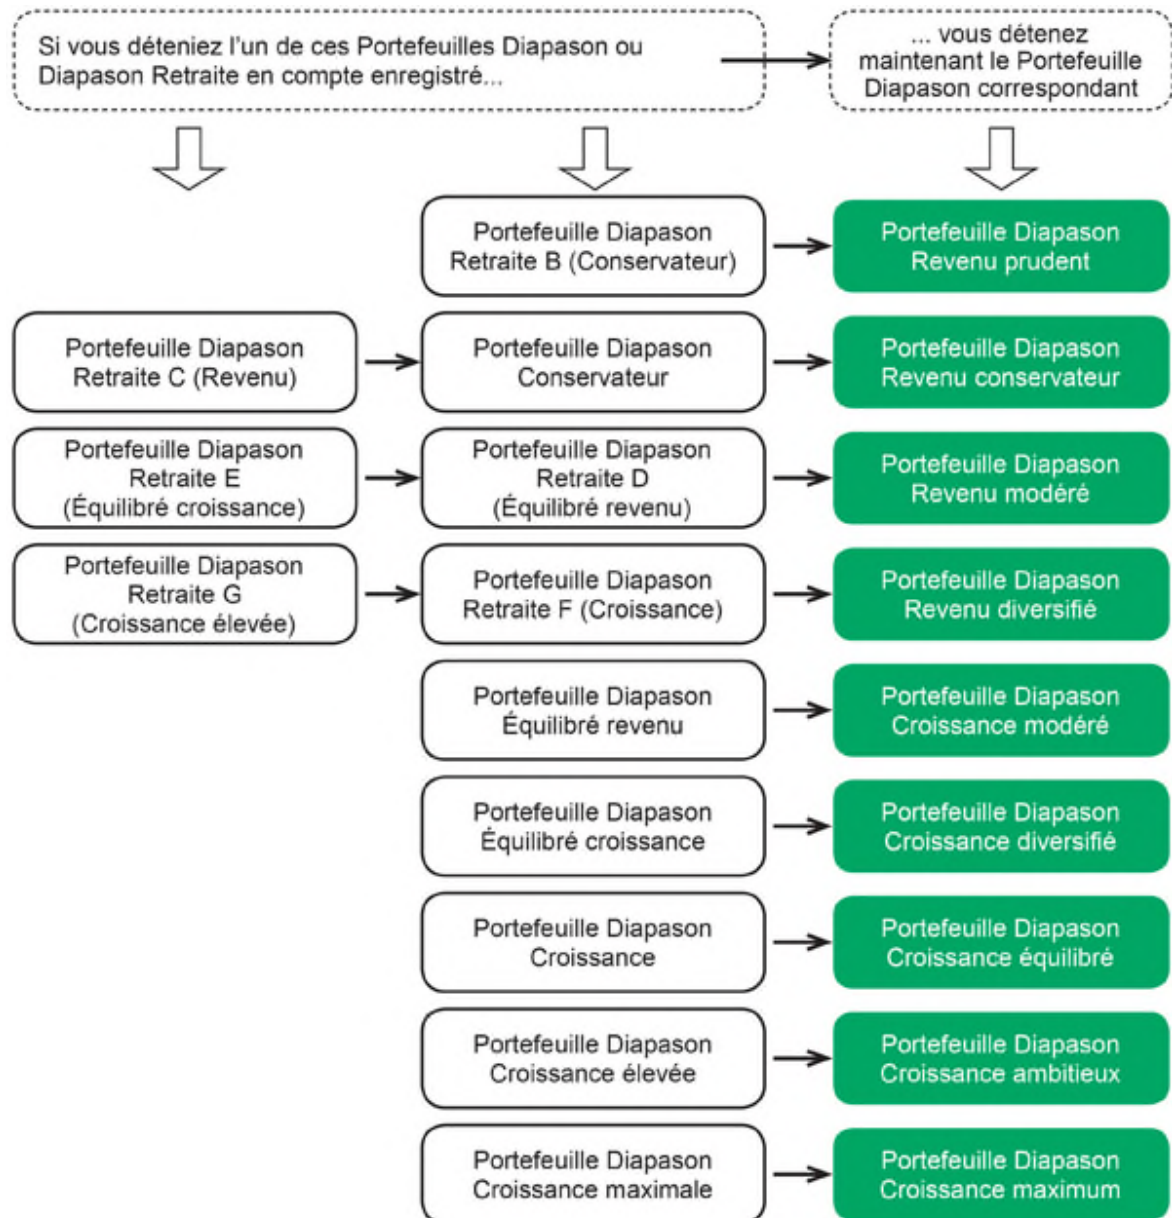 Si vous déteniez l'un de ces Portefeuilles Diapason ou
Diapason Retraite en compte enregistré...
... vous détenez
maintenant le Portefeuille
Diapason correspondant
Portefeuille Diapason
Retraite B (Conservateur)
Portefeuille Diapason
Revenu prudent
Portefeuille Diapason
Retraite C (Revenu)
Portefeuille Diapason
Conservateur
Portefeuille Diapason
Revenu conservateur
Portefeuille Diapason
Retraite E
(Équilibré croissance)
Portefeuille Diapason
Retraite D
(Équilibré revenu)
Portefeuille Diapason
Revenu modéré
Portefeuille Diapason
Retraite G
(Croissance élevée)
Portefeuille Diapason
Retraite F (Croissance)
Portefeuille Diapason
Revenu diversifié
Portefeuille Diapason
Équilibré revenu
Portefeuille Diapason
Croissance modéré
Portefeuille Diapason
Équilibré croissance
Portefeuille Diapason
Croissance diversifié
Portefeuille Diapason
Croissance
Portefeuille Diapason
Croissance équilibré
Portefeuille Diapason
Croissance élevée
Portefeuille Diapason
Croissance ambitieux
Portefeuille Diapason
Croissance maximale
Portefeuille Diapason
Croissance maximum